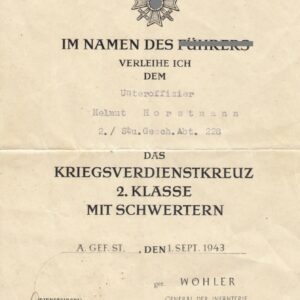 IM NAMEN DES FÜHRERS
VERLEIHE ICH
DEM
Unteroffizier
Helmut Horstmann
2./ Stu.Gesch.Abt. 228
DAS
KRIEGSVERDIENSTKREUZ
2. KLASSE
MIT SCHWERTERN
A. GEF. ST. , DEN 1. SEPT. 1943
gez. WÖHLER
GENERAL DER INFANTERIE